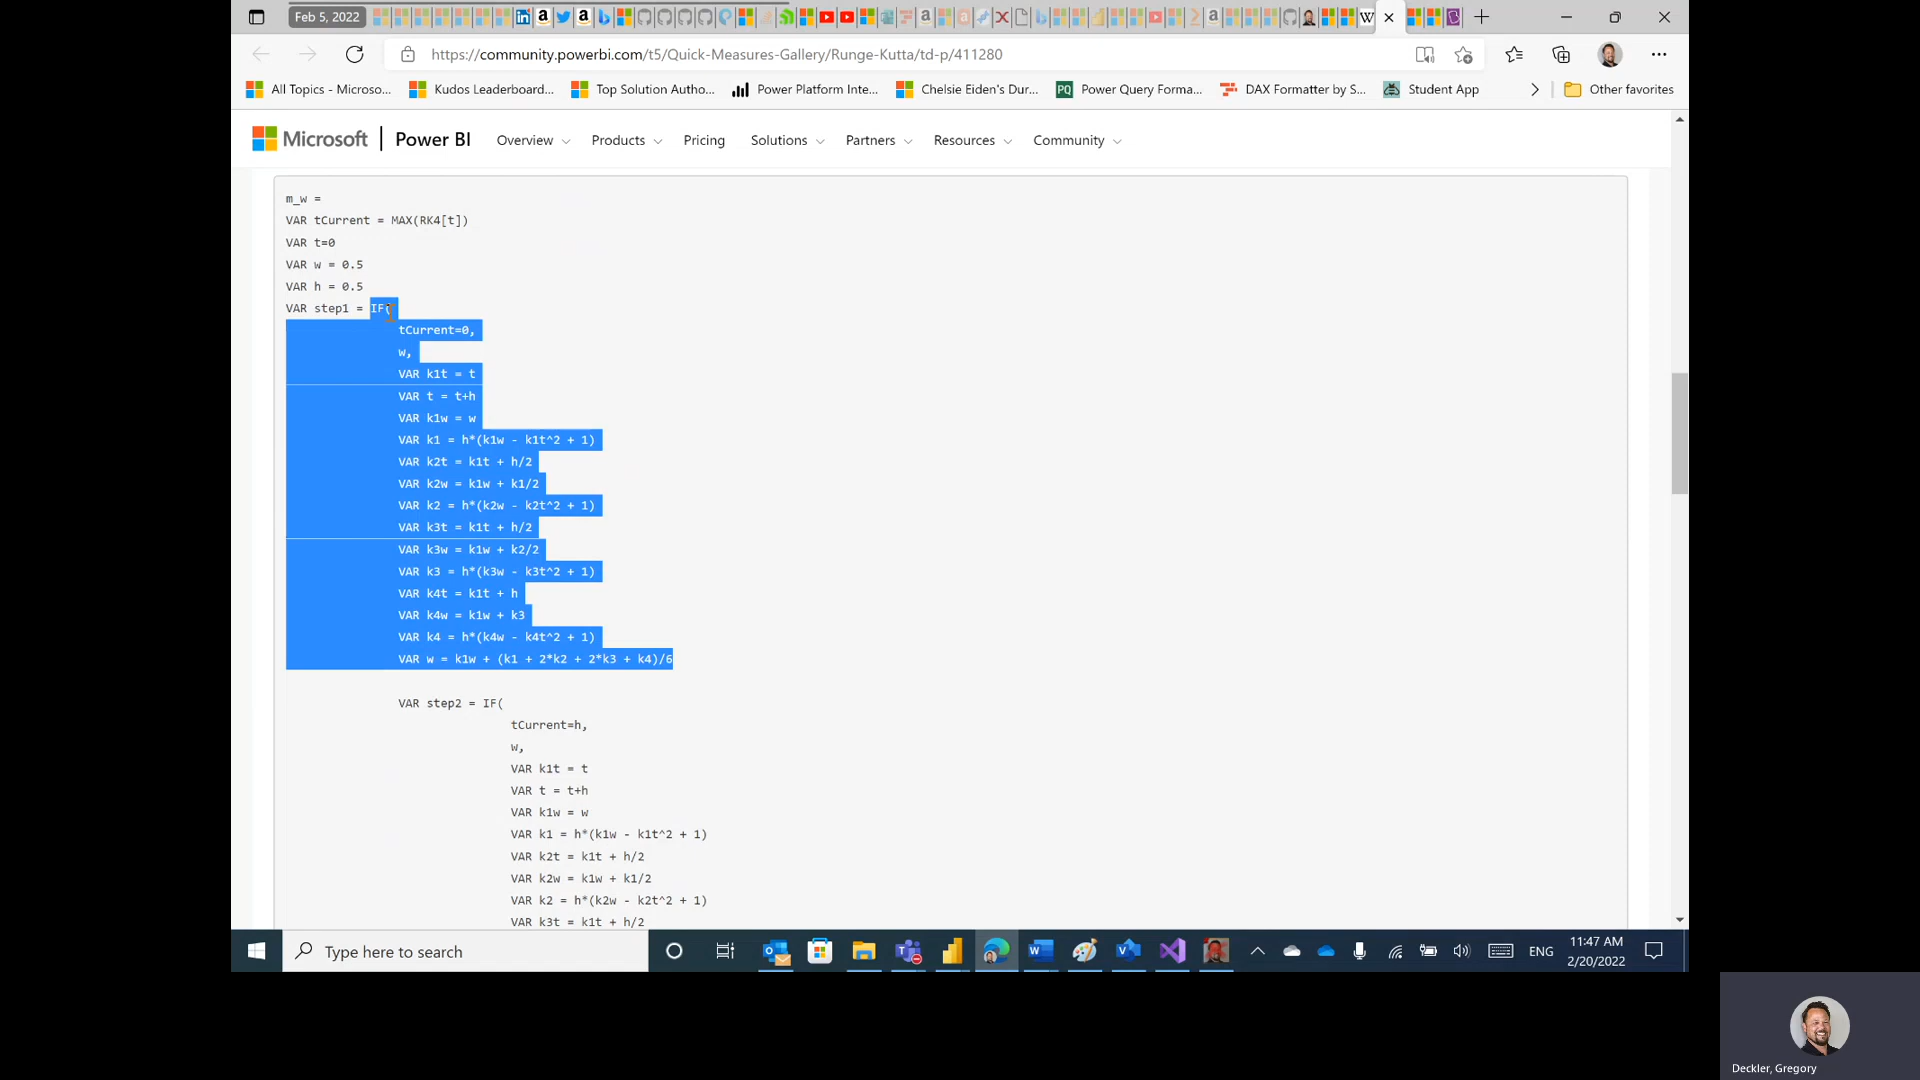 Feb 5, 2022
https://community.powerbi.com/t5/Quick-Measures-Gallery/Runge-Kutta/td-p/411280
All Topics - Microso...
Kudos Leaderboard...
Top Solution Autho...
Power Platform Inte...
Chelsie Eiden's Dur...
Power Query Forma...
DAX Formatter by S...
Student App
Other favorites
Microsoft
Power BI
Overview
Products
Pricing
Solutions
Partners
Resources
Community
m_w =
VAR tCurrent = MAX(RK4[t])
VAR t=0
VAR w = 0.5
VAR h = 0.5
VAR step1 = IF(
tCurrent=0,
w,
VAR k1t = t
VAR t = t+h
VAR k1w = w
VAR k1 = h*(k1w - k1t^2 + 1)
VAR k2t = k1t + h/2
VAR k2w = k1w + k1/2
VAR k2 = h*(k2w - k2t^2 + 1)
VAR k3t = k1t + h/2
VAR k3w = k1w + k2/2
VAR k3 = h*(k3w - k3t^2 + 1)
VAR k4t = k1t + h
VAR k4w = k1w + k3
VAR k4 = h*(k4w - k4t^2 + 1)
VAR w = k1w + (k1 + 2*k2 + 2*k3 + k4)/6
VAR step2 = IF(
tCurrent=h,
w,
VAR k1t = t
VAR t = t+h
VAR k1w = w
VAR k1 = h*(k1w - k1t^2 + 1)
VAR k2t = k1t + h/2
VAR k2w = k1w + k1/2
VAR k2 = h*(k2w - k2t^2 + 1)
VAR k3t = k1t + h/2
Type here to search
ENG
11:47 AM
2/20/2022
Deckler, Gregory